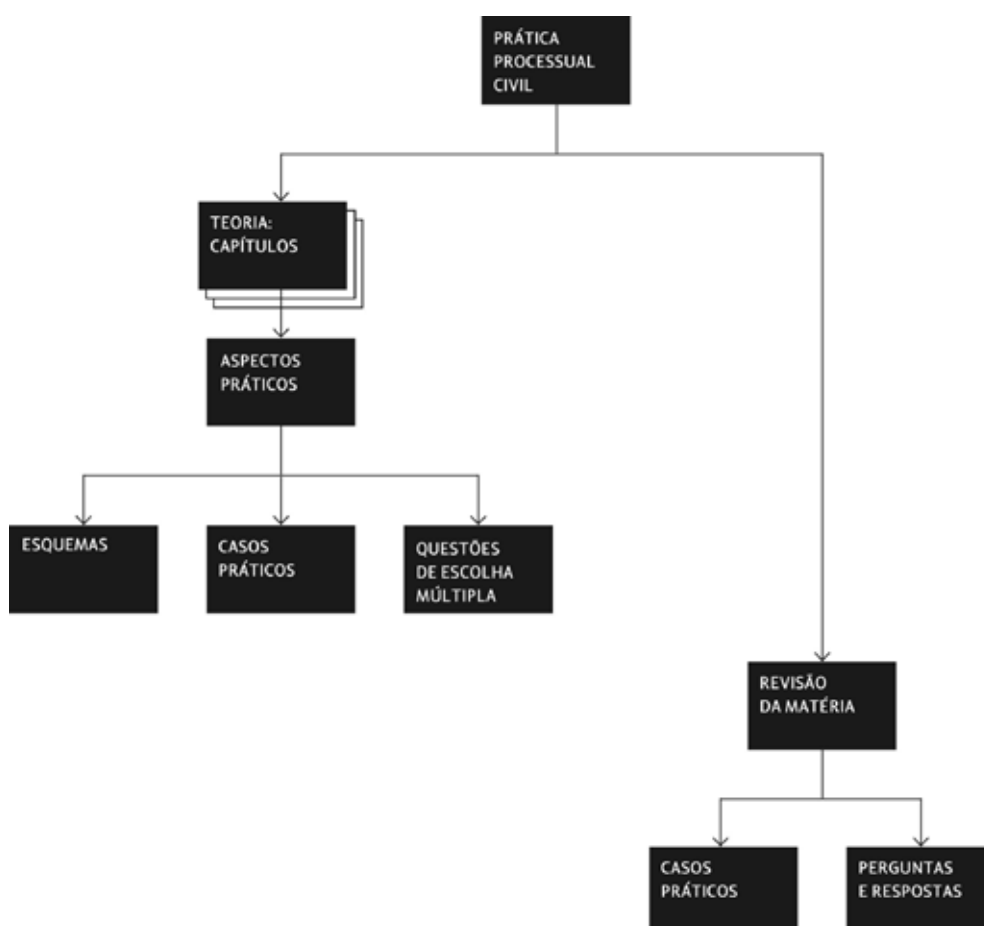 PRÁTICA
PROCESSUAL
CIVIL
TEORIA:
CAPÍTULOS
ASPECTOS
PRÁTICOS
ESQUEMAS
CASOS
PRÁTICOS
QUESTÕES
DE ESCOLHA
MÚLTIPLA
REVISÃO
DA MATÉRIA
CASOS
PRÁTICOS
PERGUNTAS
E RESPOSTAS